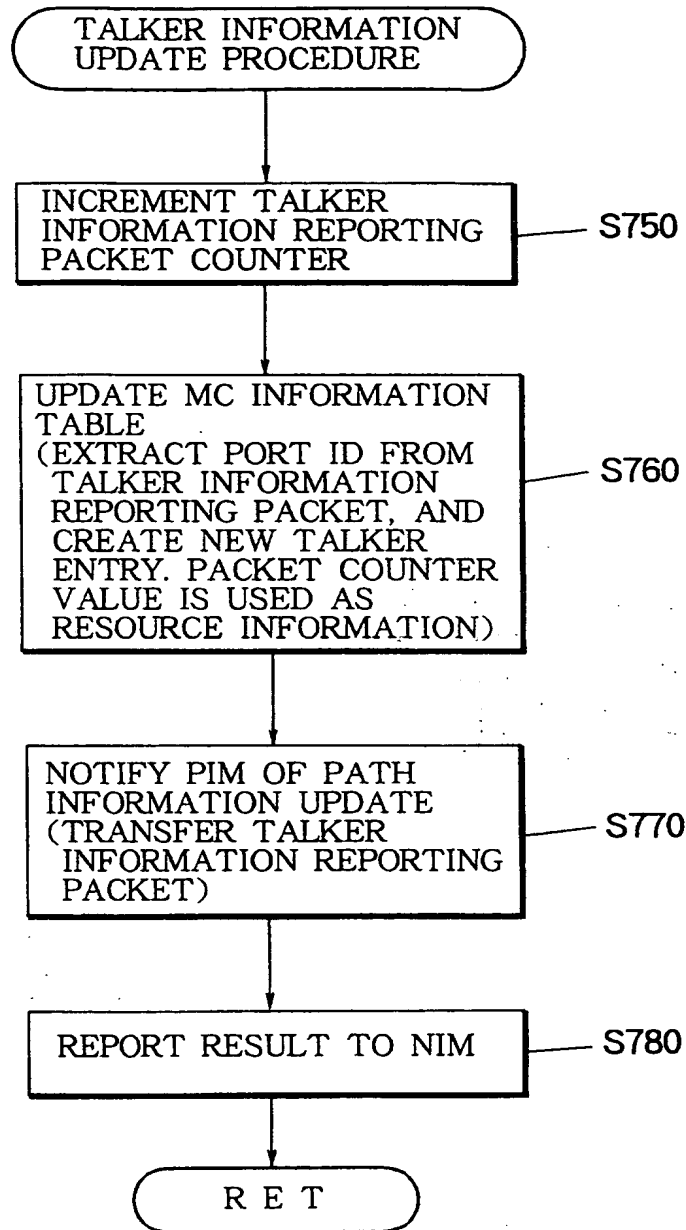 TALKER INFORMATION
UPDATE PROCEDURE
INCREMENT TALKER
INFORMATION REPORTING
PACKET COUNTER
S750
UPDATE MC INFORMATION
TABLE
(EXTRACT PORT ID FROM
TALKER INFORMATION
REPORTING PACKET, AND
CREATE NEW TALKER
ENTRY. PACKET COUNTER
VALUE IS USED AS
RESOURCE INFORMATION)
S760
NOTIFY PIM OF PATH
INFORMATION UPDATE
(TRANSFER TALKER
INFORMATION REPORTING
PACKET)
S770
REPORT RESULT TO NIM
S780
R E T